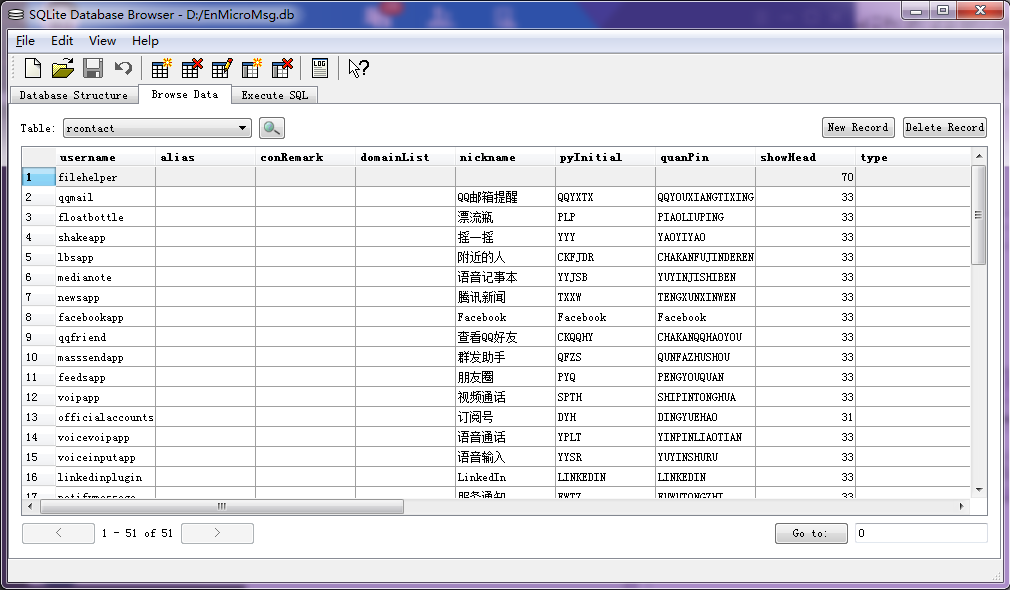 SQLite Database Browser - D:/EnMicroMsg.db
File Edit View Help
LOG
Database Structure Browse Data Execute SQL
Table: rcontact New Record Delete Record
username alias conRemark domainList nickname pyInitial quanPin showHead type
1 filehelper 70
2 qqmail QQ邮箱提醒 QQYXTX QQYOUXIANGTIXING 33
3 floatbottle 漂流瓶 PLP PIAOLIUPING 33
4 shakeapp 摇一摇 YYY YAOYIYAO 33
5 lbsapp 附近的人 CKFJDR CHAKANFUJINDEREN 33
6 medianote 语音记事本 YYJSB YUYINJISHIBEN 33
7 newsapp 腾讯新闻 TXXW TENGXUNXINWEN 33
8 facebookapp Facebook Facebook Facebook 33
9 qqfriend 查看QQ好友 CKQQHY CHAKANQQHAOYOU 33
10 masssendapp 群发助手 QFZS QUNFAZHUSHOU 33
11 feedsapp 朋友圈 PYQ PENGYOUQUAN 33
12 voipapp 视频通话 SPTH SHIPINTONGHUA 33
13 officialaccounts 订阅号 DYH DINGYUEHAO 31
14 voicevoipapp 语音通话 YPLT YINPINLIAOTIAN 33
15 voiceinputapp 语音输入 YYSR YUYINSHURU 33
16 linkedinplugin LinkedIn LINKEDIN LINKEDIN 33
17 notifymessage 服务通知 FWTZ FUWUTONGZHI 33
< 1 - 51 of 51 > Go to: 0